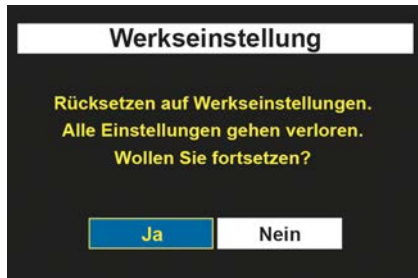 Werkseinstellung
Rücksetzen auf Werkseinstellungen.
Alle Einstellungen gehen verloren.
Wollen Sie fortsetzen?
Ja Nein